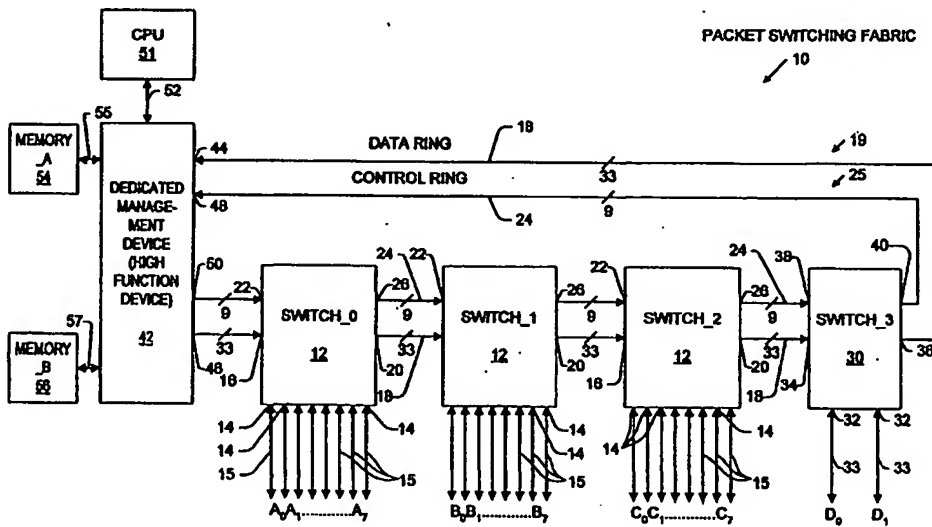 CPU
51
PACKET SWITCHING FABRIC
10
52
55
MEMORY
_A
54
44
DATA RING
18
19
33
CONTROL RING
25
DEDICATED
MANAGE-
MENT
DEVICE
(HIGH
FUNCTION
DEVICE)
42
48
24
9
50
22
9
33
48
16
SWITCH_0
12
26
24
22
9
33
20
18
SWITCH_1
12
26
22
9
33
20
16
SWITCH_2
12
26
24
38
9
33
20
18
34
SWITCH_3
30
40
36
57
MEMORY
_B
56
14
14
14
15
15
14
14
15
14
14
15
32
32
33
33
A0A1...........A7
B0B1...........B7
C0C1...........C7
D0
D1